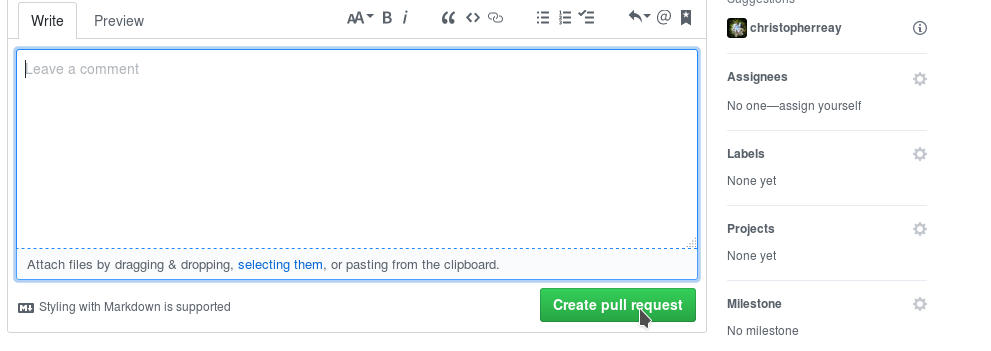 Suggestions
Write
Preview
AA
B
i
christopherreay
Leave a comment
Assignees
No one—assign yourself
Labels
None yet
Projects
None yet
Attach files by dragging & dropping, selecting them, or pasting from the clipboard.
Styling with Markdown is supported
Create pull request
Milestone
No milestone